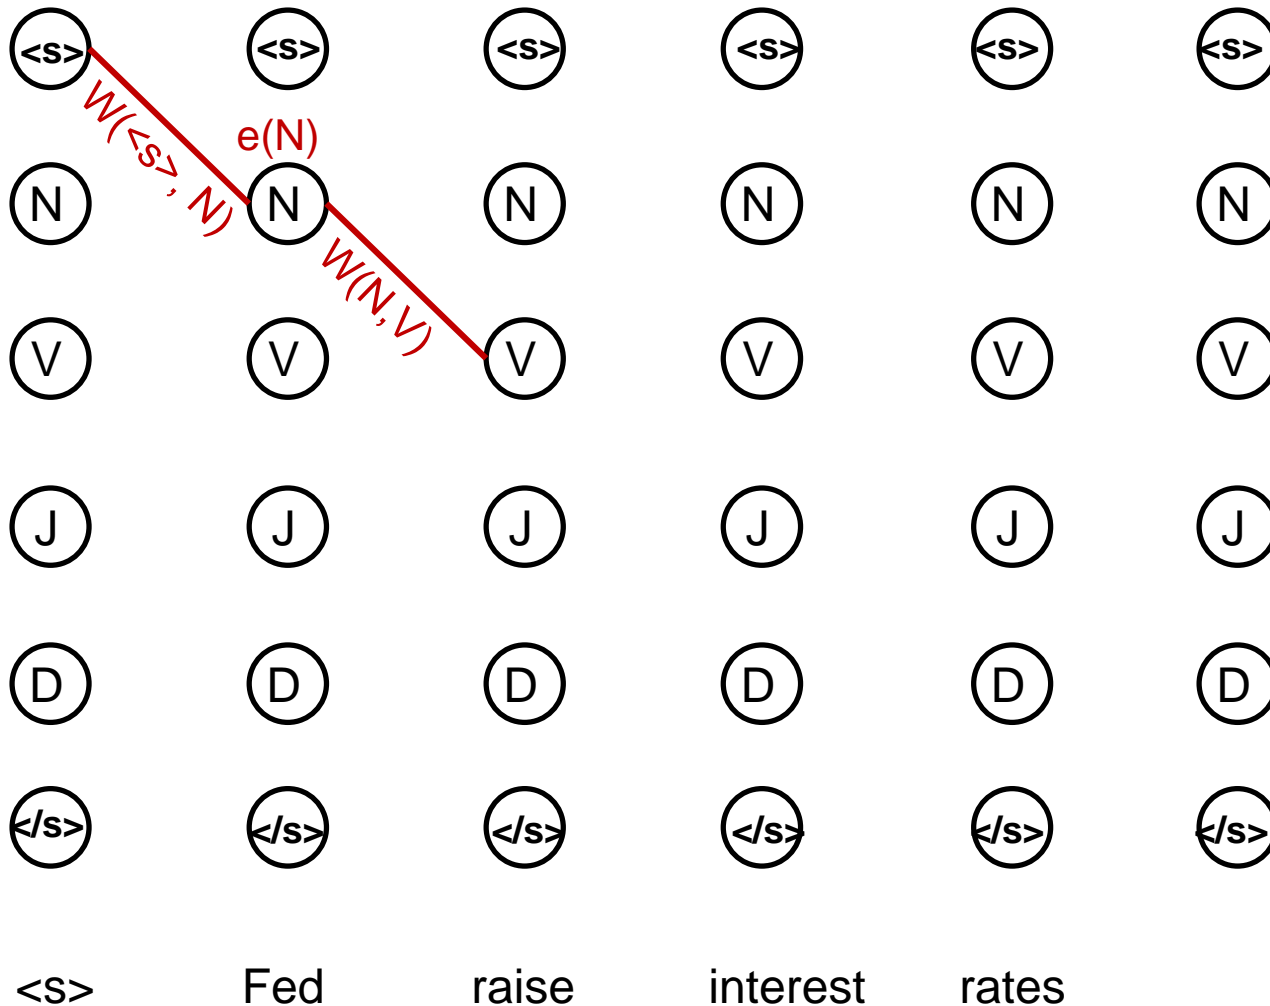 <s> <s> <s> <s> <s> <s>
W(<s>, N)
e(N)
N N N N N N
W(N,V)
V V V V V V
J J J J J J
D D D D D D
</s> </s> </s> </s> </s> </s>
<s> Fed raise interest rates